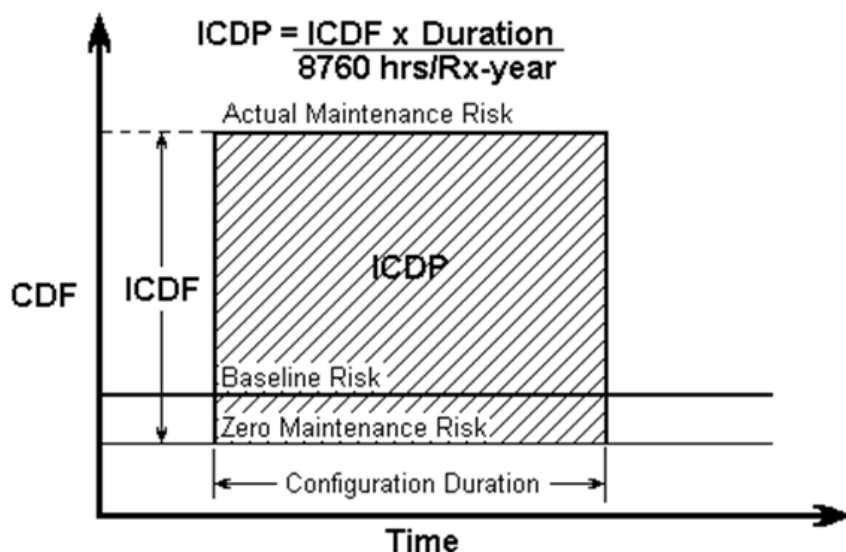 ICDP = ICDF x Duration
8760 hrs/Rx-year
Actual Maintenance Risk
CDF
ICDF
ICDP
Baseline Risk
Zero Maintenance Risk
Configuration Duration
Time